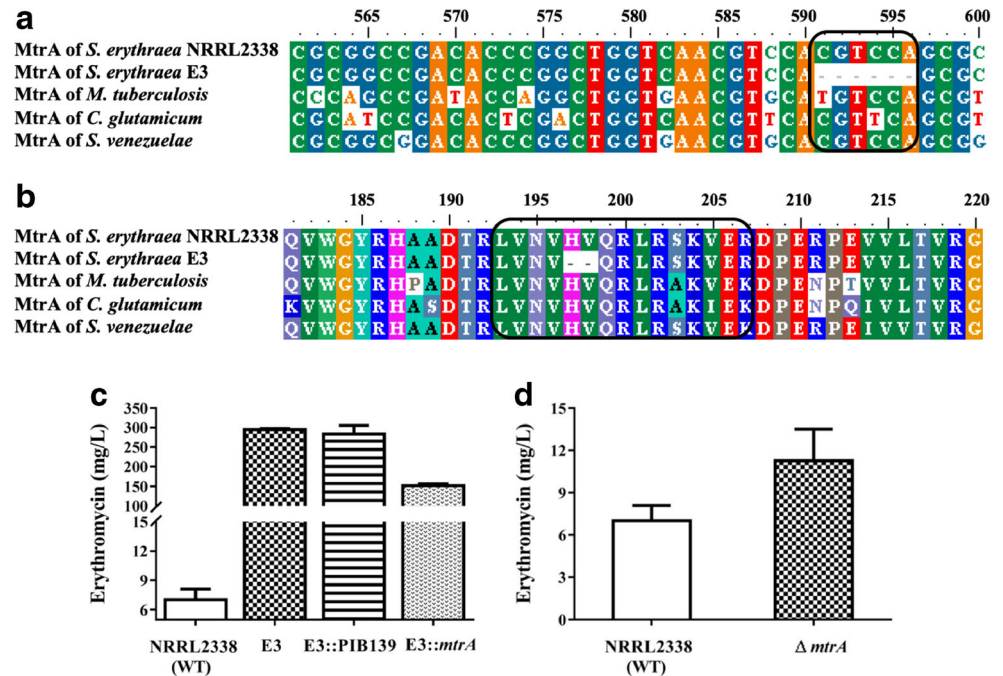 a
565 570 575 580 585 590 595 600
MtrA of S. erythraea NRRL2338 CGCGGCCGACACCCGGCTGGTCAACGTCCACGTCCAGCGC
MtrA of S. erythraea E3 CGCGGCCGACACCCGGCTGGTCAACGTCCA------GCGC
MtrA of M. tuberculosis CCCAGCCGATACCAGGCTGGTGAACGTGCATGTCCAGCGT
MtrA of C. glutamicum CGCATCCGACACTCGACTGGTCAACGTTCACGTTCAGCGT
MtrA of S. venezuelae CGCGGCGGACACCCGGCTGGTGAACGTGCACGTCCAGCGG
b
185 190 195 200 205 210 215 220
MtrA of S. erythraea NRRL2338 QVWGYRHAADTRLVNVHVQRLRSKVERDPERPEVVLTVRG
MtrA of S. erythraea E3 QVWGYRHAADTRLVNV--QRLRSKVERDPERPEVVLTVRG
MtrA of M. tuberculosis QVWGYRHPADTRLVNVHVQRLRAKVEKDPENPTVVLTVRG
MtrA of C. glutamicum KVWGYRHASDTRLVNVHVQRLRAKIEKDPENPQIVLTVRG
MtrA of S. venezuelae QVWGYRHAADTRLVNVHVQRLRSKVEKDPERPEIVVTVRG
c
Erythromycin (mg/L)
350
300
250
200
150
100
15
12
9
6
NRRL2338 (WT) E3 E3::PIB139 E3::mtrA
d
Erythromycin (mg/L)
15
12
9
6
3
0
NRRL2338 (WT) Δ mtrA